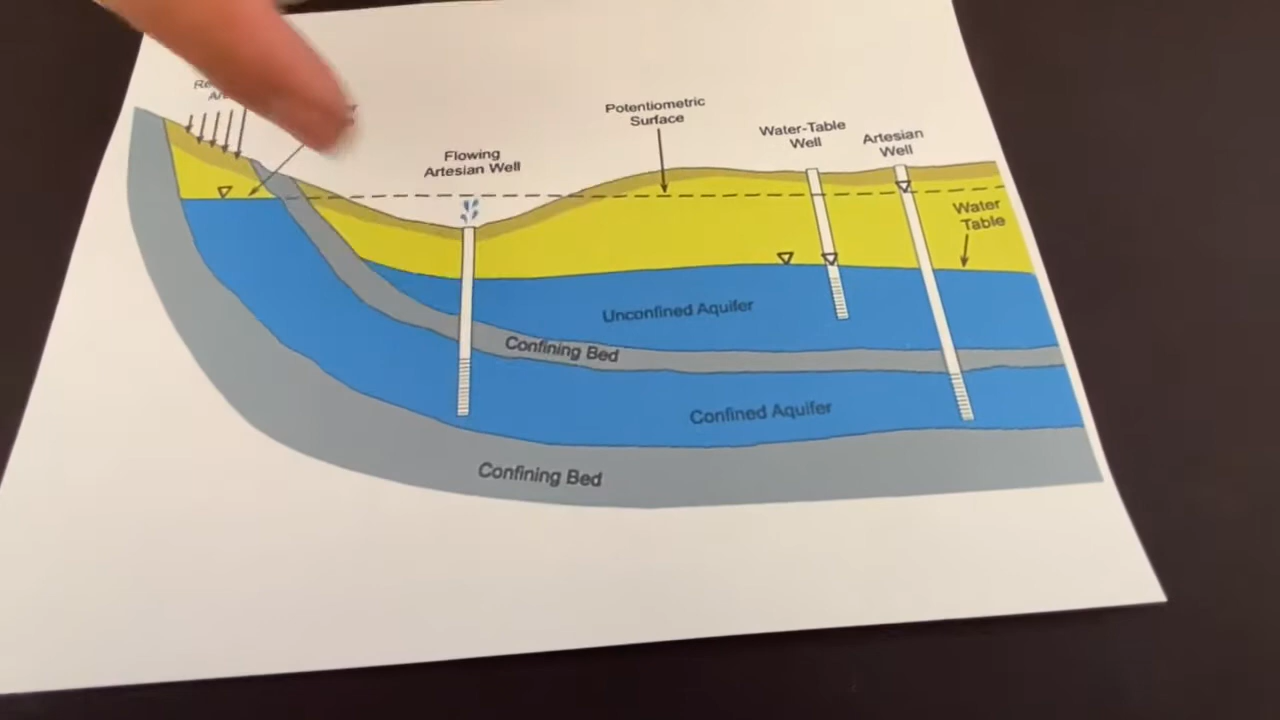 Potentiometric
Surface
Water-Table
Well
Artesian
Well
Flowing
Artesian Well
Water
Table
Unconfined Aquifer
Confining Bed
Confined Aquifer
Confining Bed